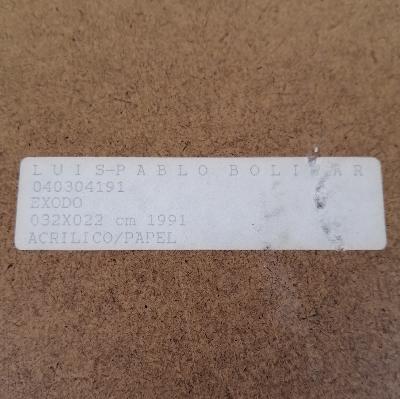 LUIS-PABLO BOLIVAR
040304191
EXODO
032X022 cm 1991
ACRILICO/PAPEL